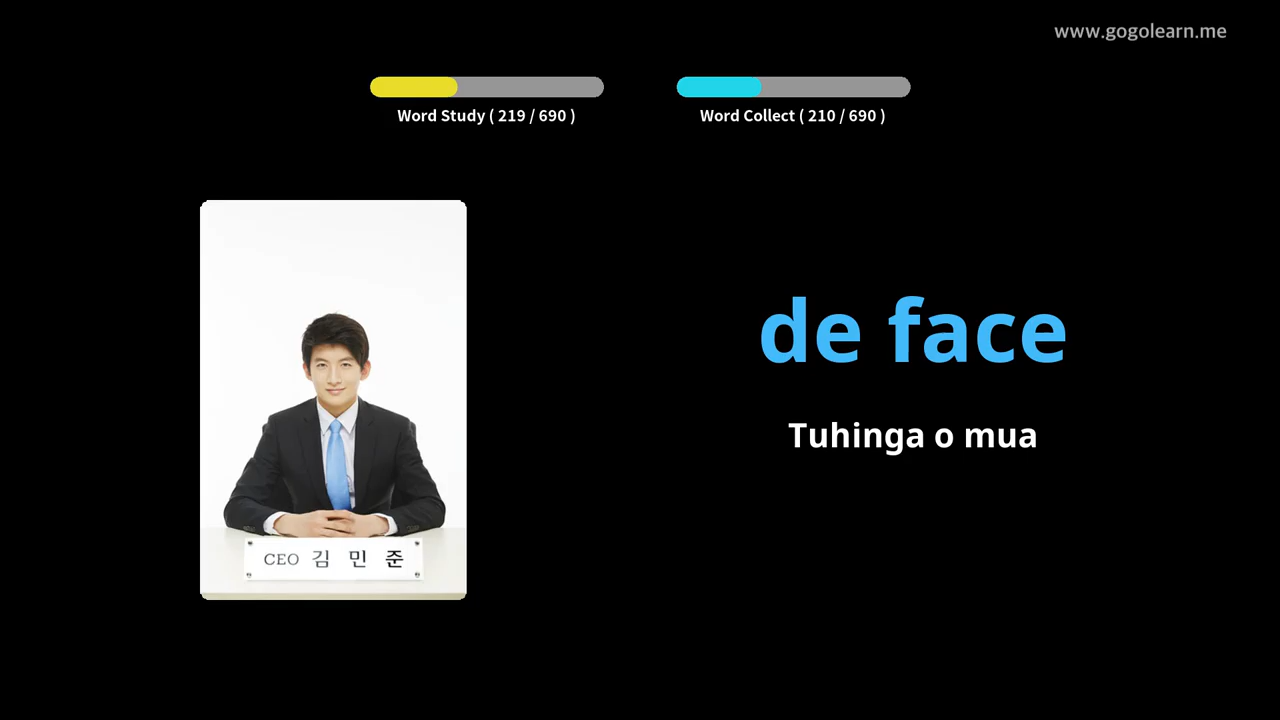 www.gogolearn.me
Word Study ( 219 / 690 )
Word Collect ( 210 / 690 )
de face
Tuhinga o mua
CEO 김 민 준